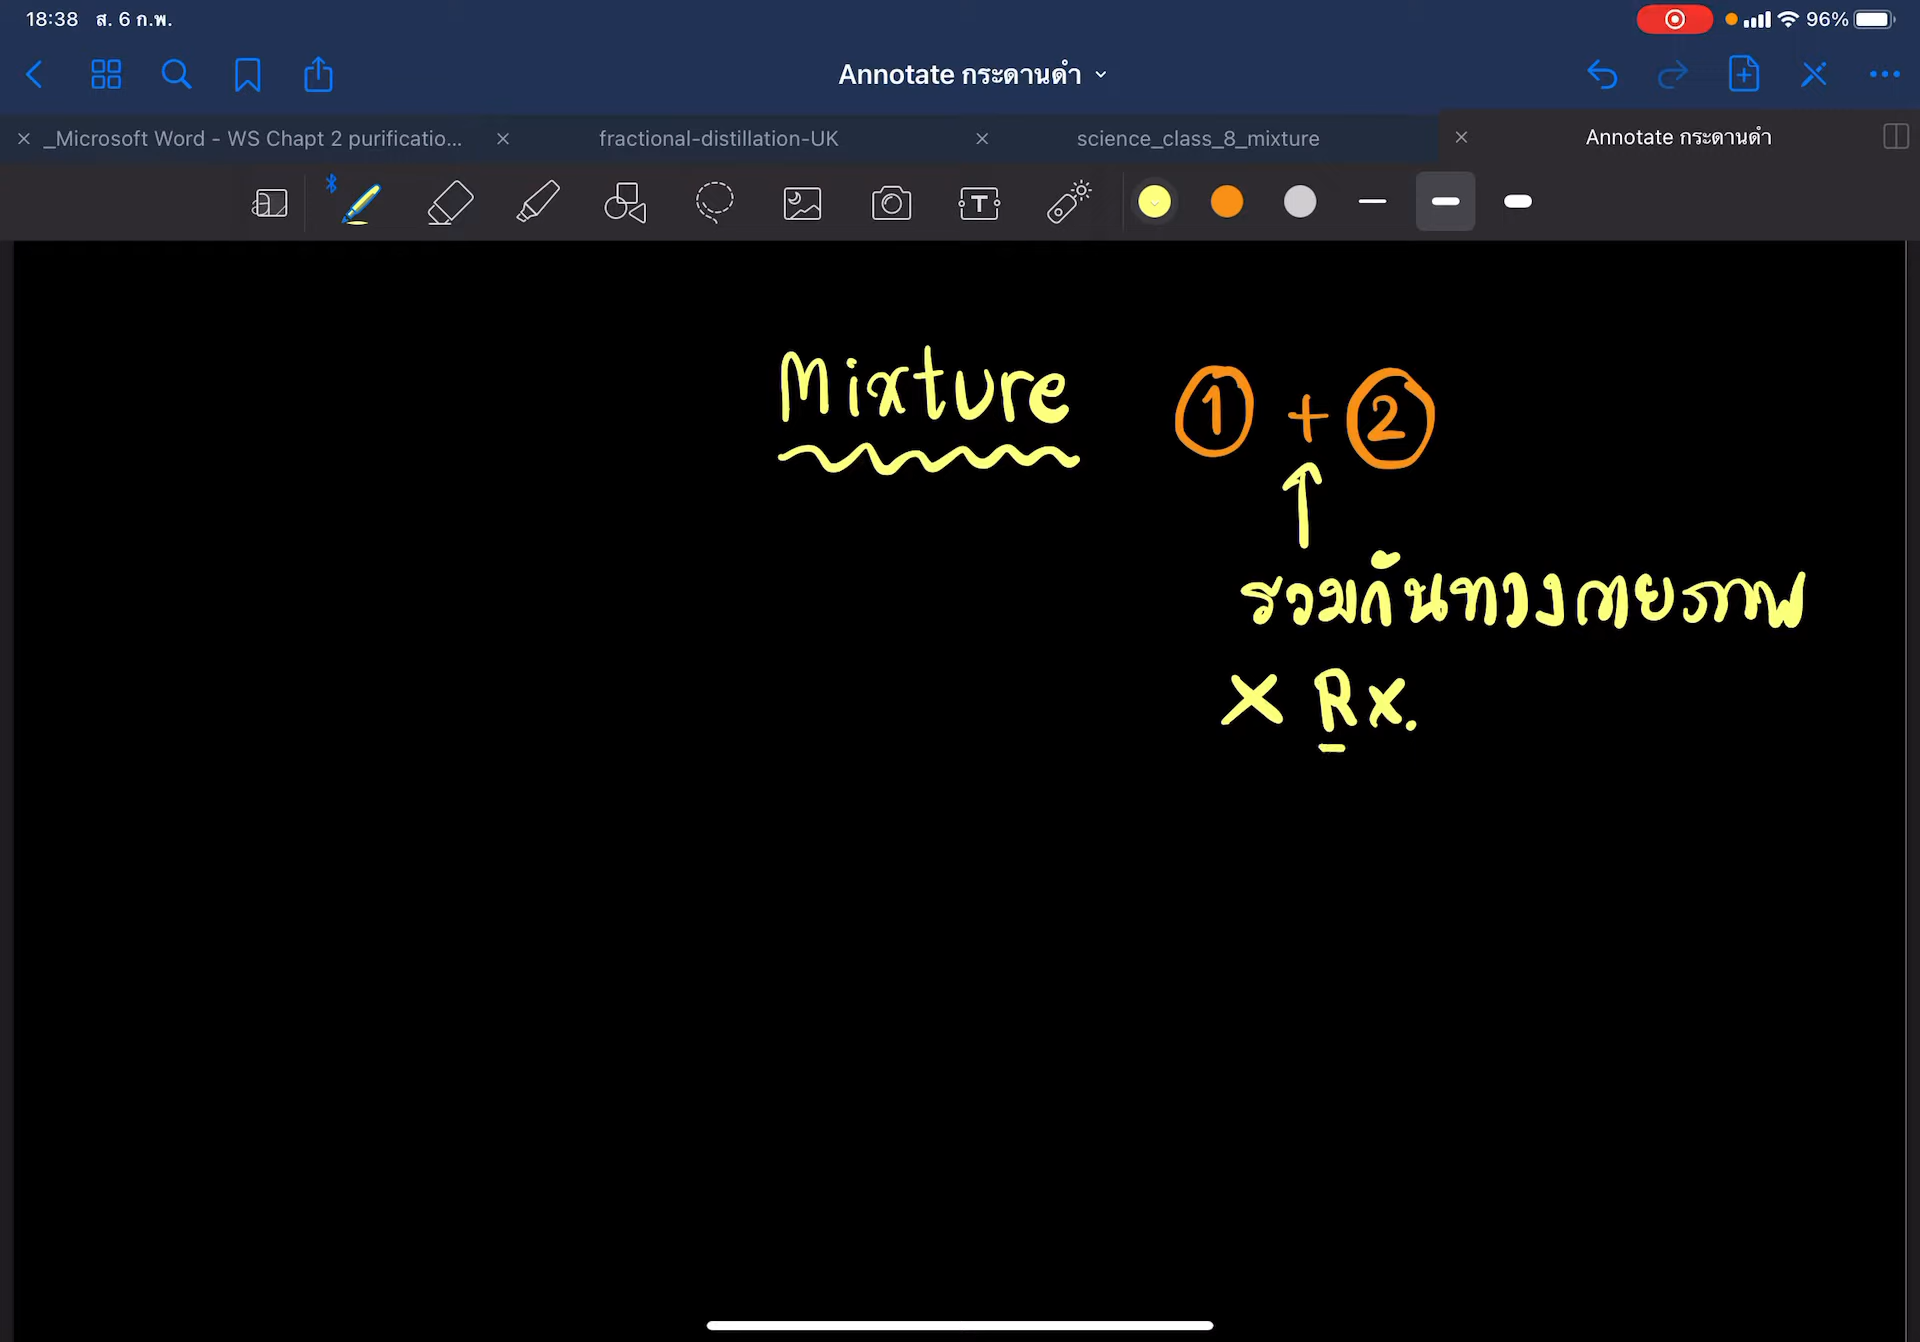 18:38 ส. 6 ก.พ. 96%
Annotate กระดานดำ
_Microsoft Word - WS Chapt 2 purificatio... fractional-distillation-UK science_class_8_mixture Annotate กระดานดำ
T
Mixture 1 + 2
รวมกันทางกายภาพ
X Rx.